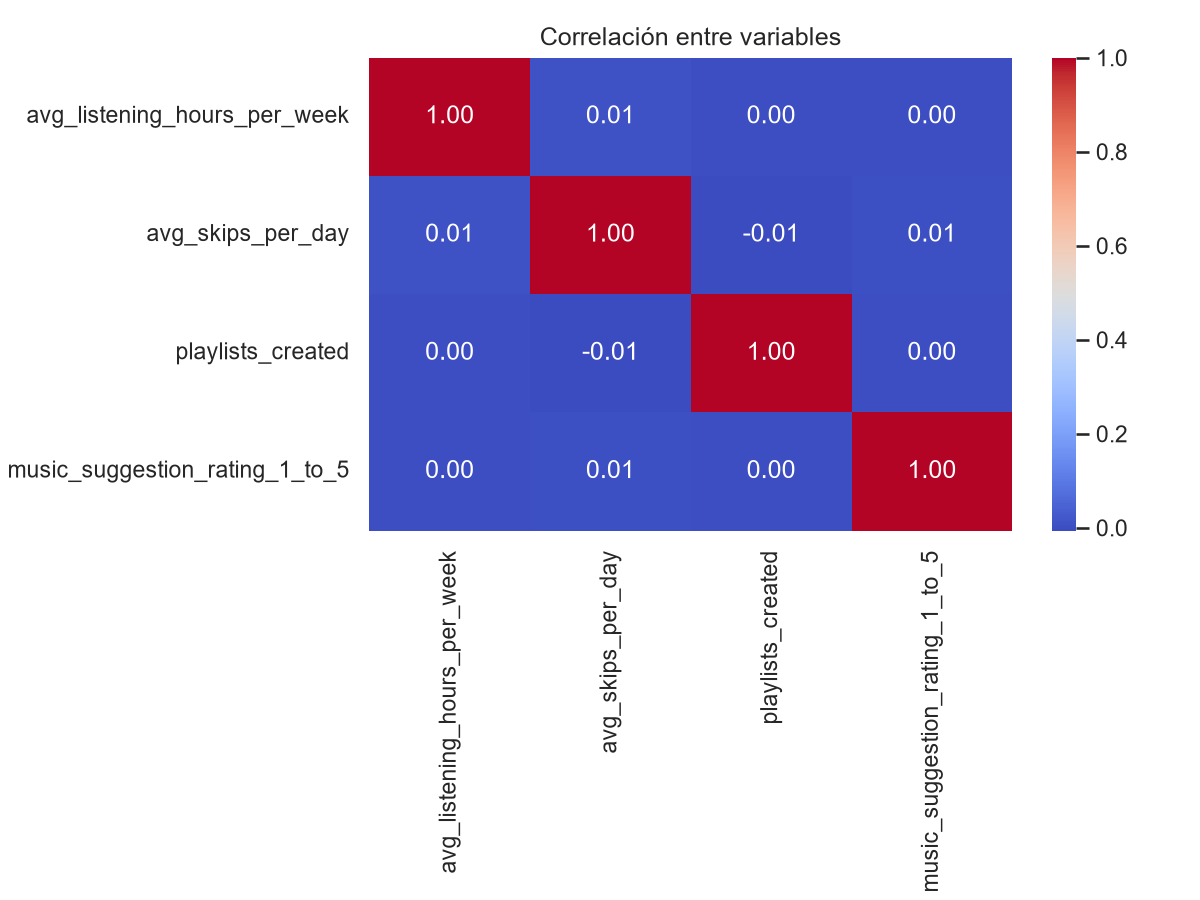 Correlación entre variables
avg_listening_hours_per_week 1.00 0.01 0.00 0.00
avg_skips_per_day 0.01 1.00 -0.01 0.01
playlists_created 0.00 -0.01 1.00 0.00
music_suggestion_rating_1_to_5 0.00 0.01 0.00 1.00
avg_listening_hours_per_week
avg_skips_per_day
playlists_created
music_suggestion_rating_1_to_5
1.0
0.8
0.6
0.4
0.2
0.0